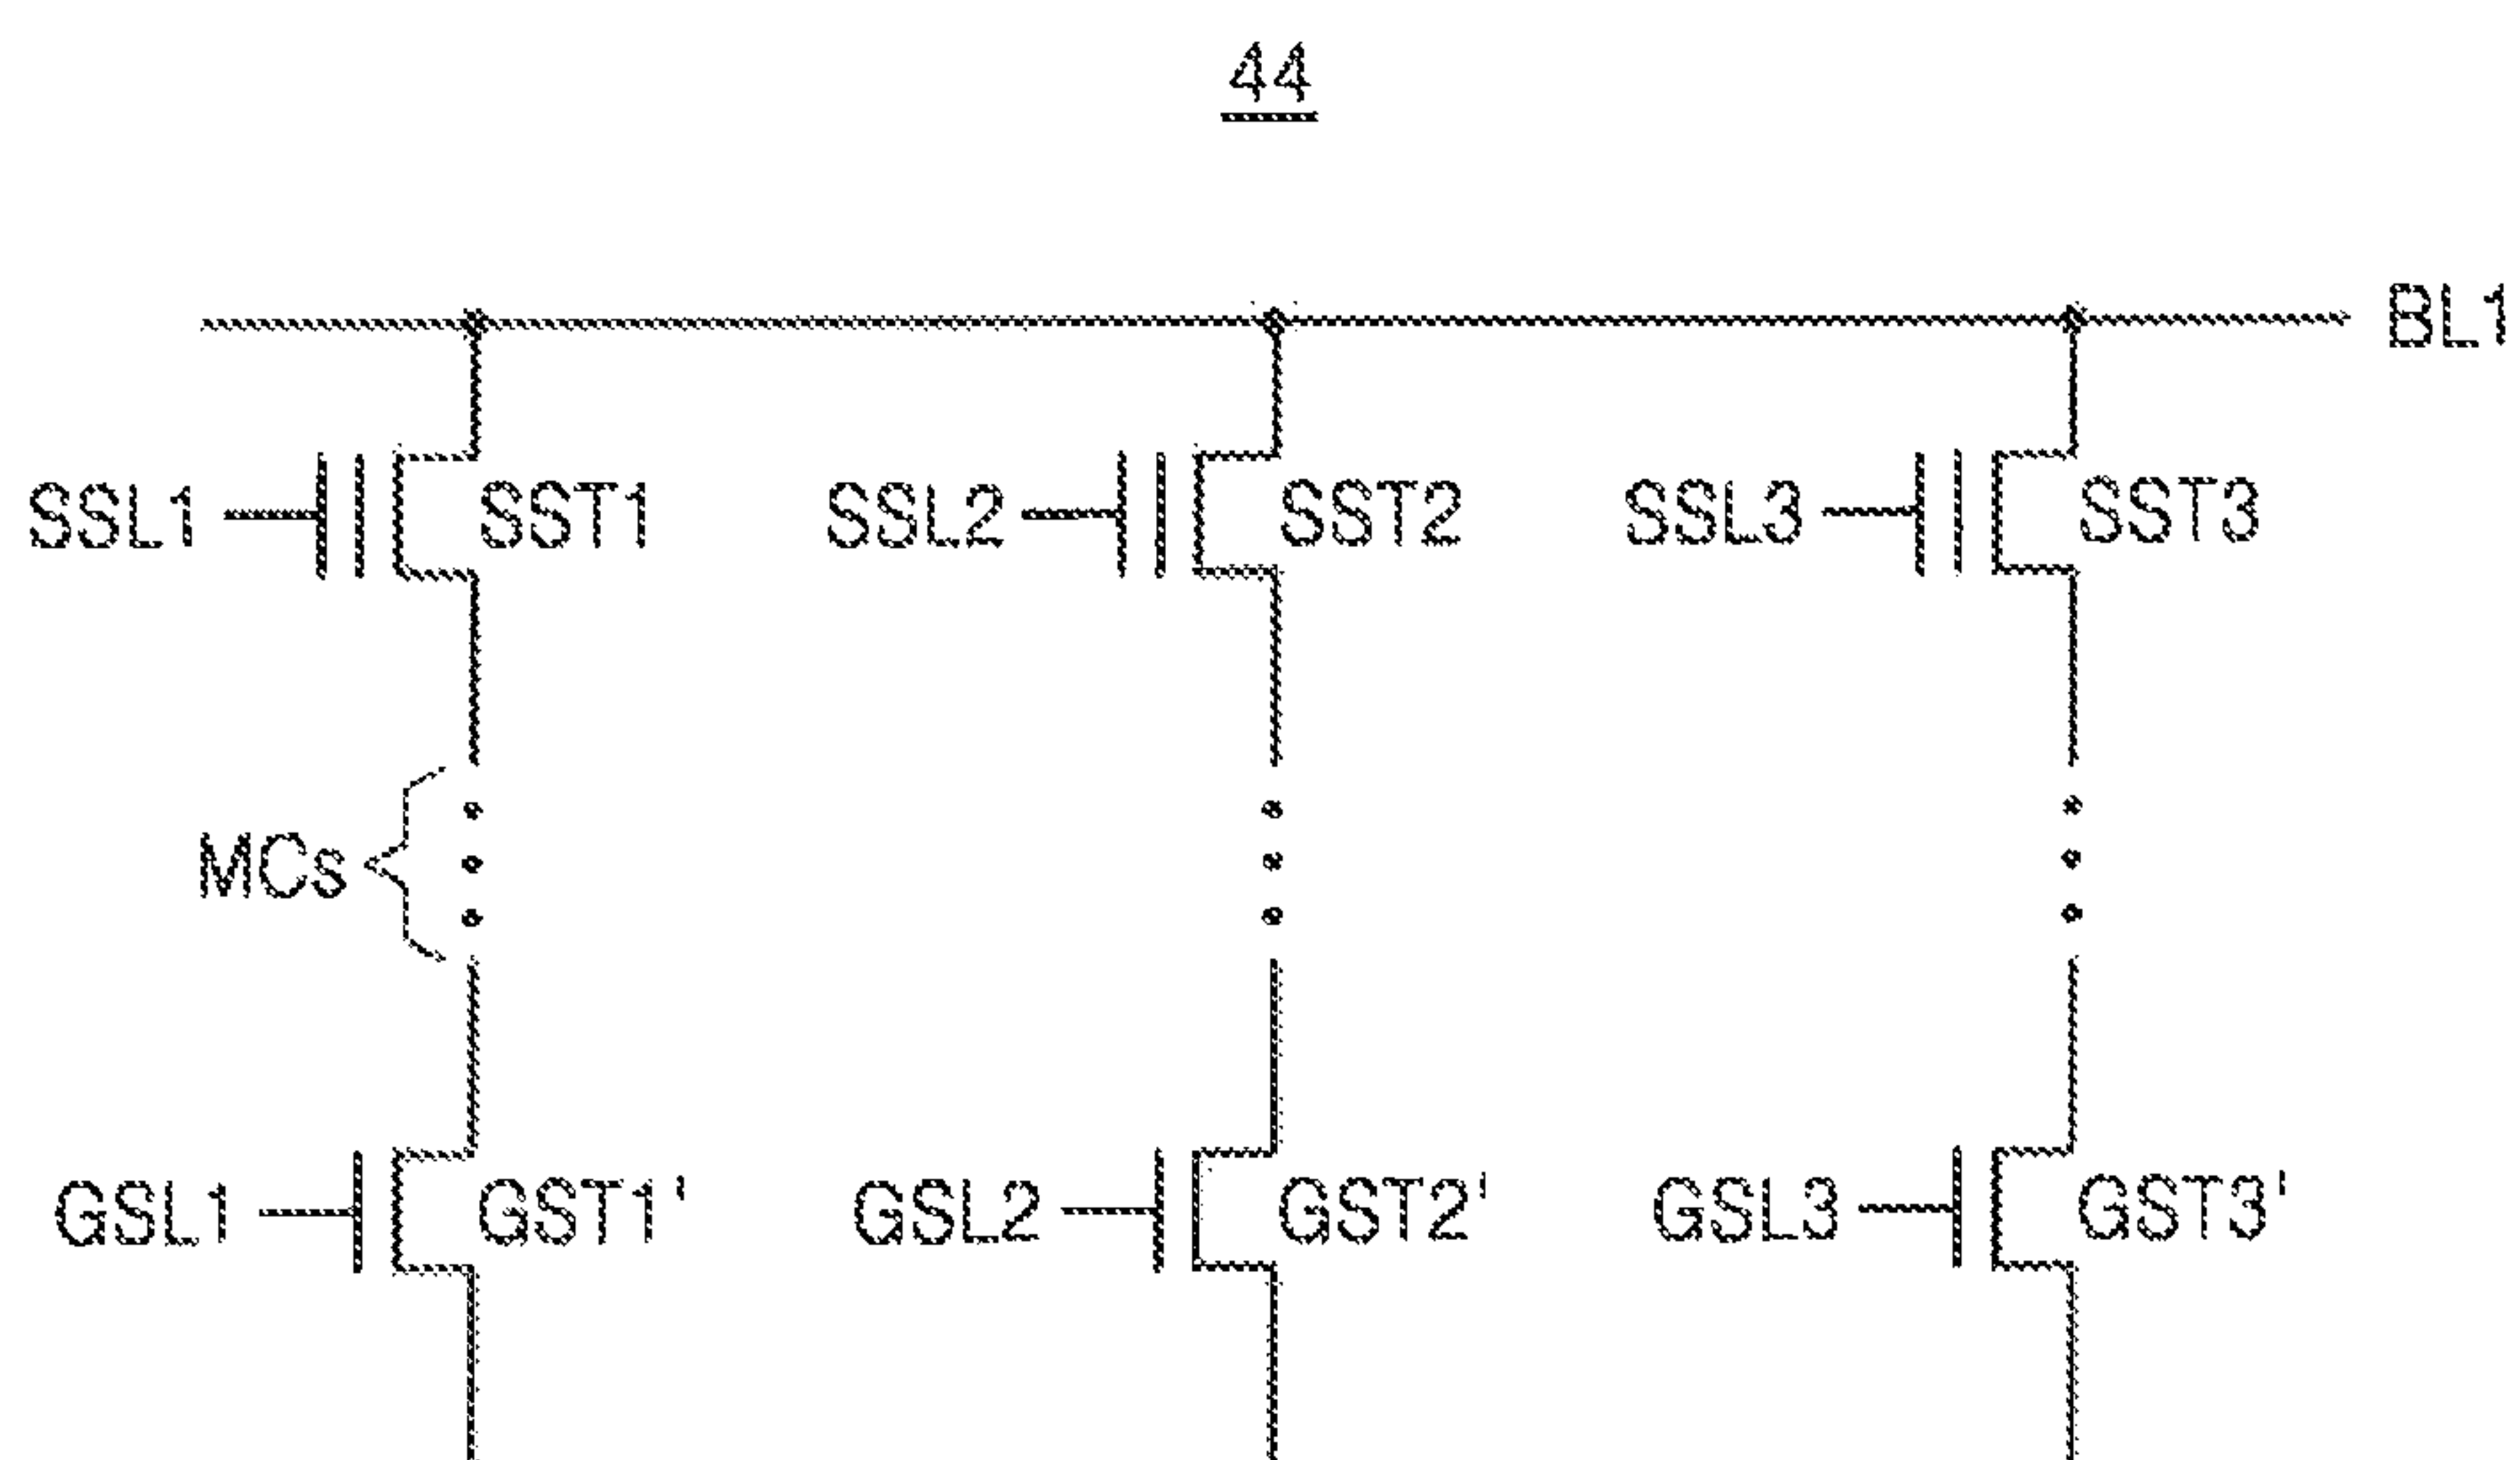 44
BL1
SSL1 SST1 SSL2 SST2 SSL3 SST3
MCs
GSL1 GST1' GSL2 GST2' GSL3 GST3'